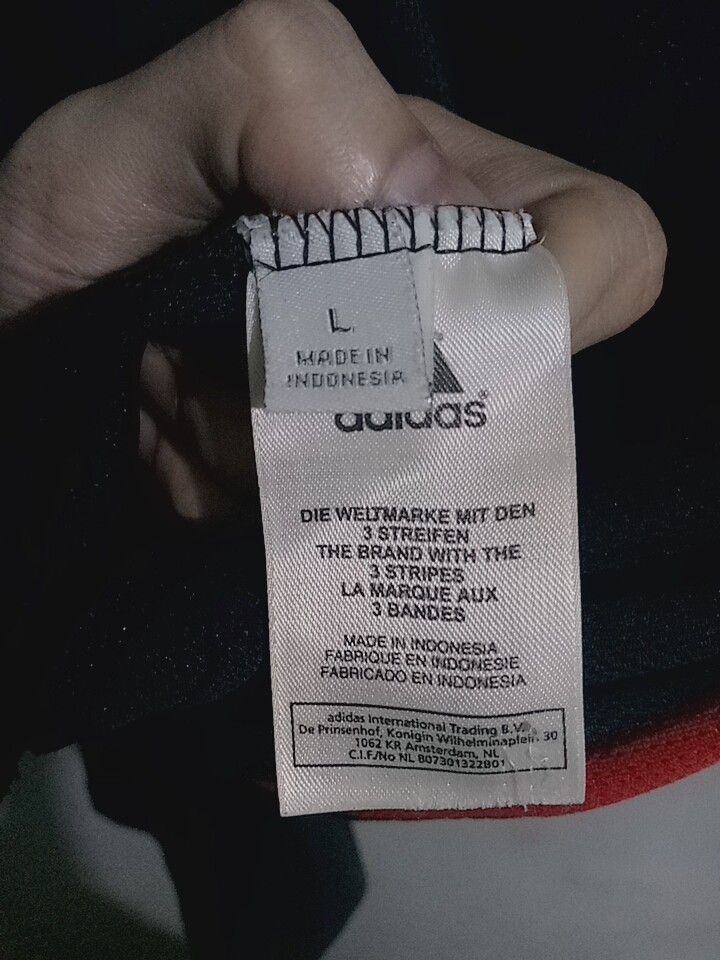 L
MADE IN
INDONESIA
adidas
DIE WELTMARKE MIT DEN
3 STREIFEN
THE BRAND WITH THE
3 STRIPES
LA MARQUE AUX
3 BANDES
MADE IN INDONESIA
FABRIQUE EN INDONESIE
FABRICADO EN INDONESIA
adidas International Trading B.V.
De Prinsenhof, Konigin Wilhelminaplein 30
1062 KR Amsterdam, NL
C.I.F./No NL 807301322B01